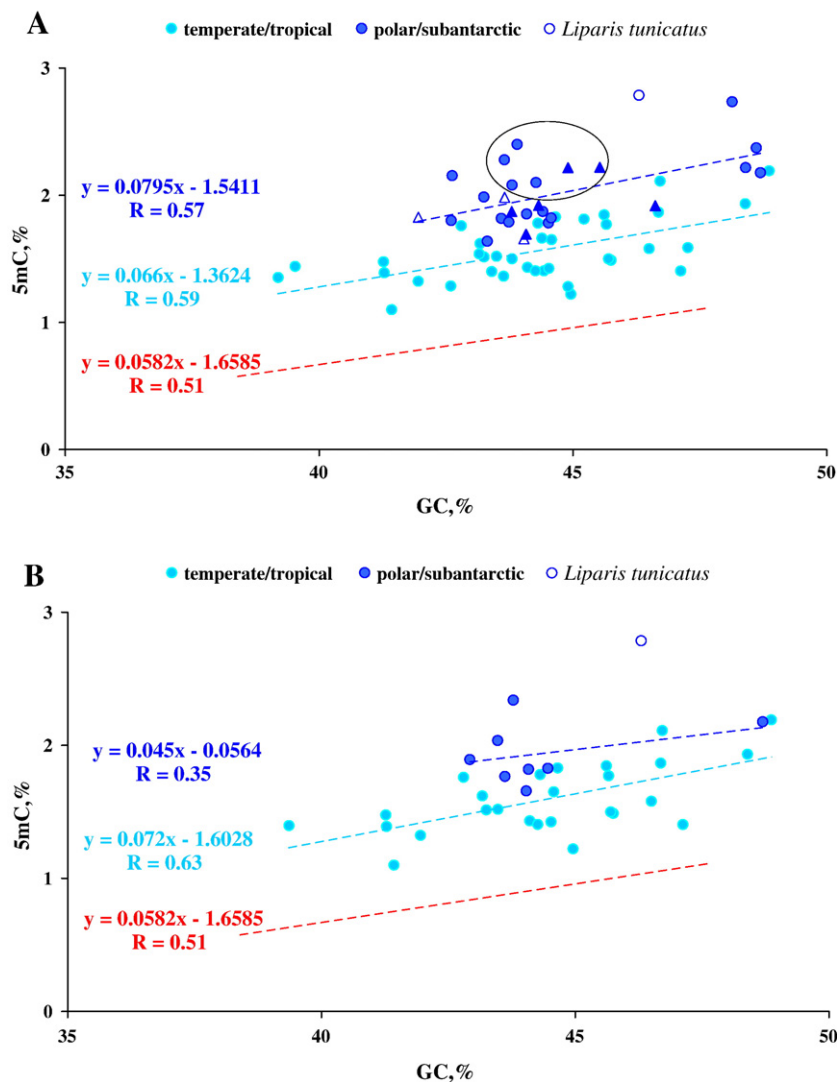 A
temperate/tropical polar/subantarctic Liparis tunicatus
3
2
1
0
5mC,%
y = 0.0795x - 1.5411
R = 0.57
y = 0.066x - 1.3624
R = 0.59
y = 0.0582x - 1.6585
R = 0.51
35 40 45 50
GC,%
B
temperate/tropical polar/subantarctic Liparis tunicatus
3
2
1
0
5mC,%
y = 0.045x - 0.0564
R = 0.35
y = 0.072x - 1.6028
R = 0.63
y = 0.0582x - 1.6585
R = 0.51
35 40 45 50
GC,%